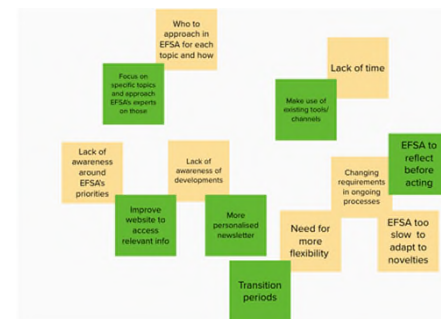 Who to
approach in
EFSA for each
topic and how
Focus on
specific topics
and approach
EFSA's experts
on those
Lack of time
Make use of
existing tools/
channels
Lack of
awareness
around
EFSA's
priorities
Lack of
awareness of
developments
Improve
website to
access
relevant info
More
personalised
newsletter
Changing
requirements
in ongoing
processes
EFSA to
reflect
before
acting
Need for
more
flexibility
EFSA too
slow to
adapt to
novelties
Transition
periods